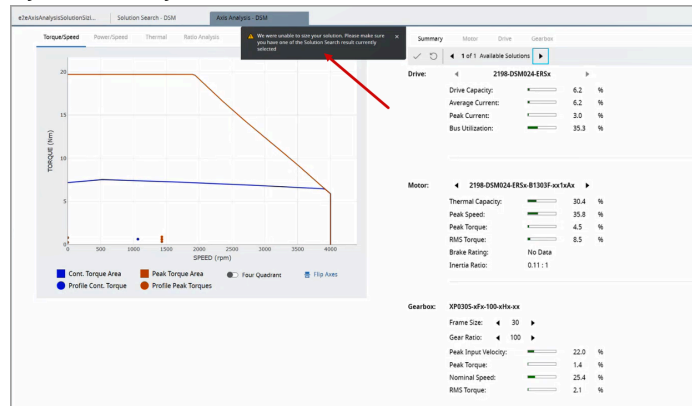 e2eAxisAnalysisSolutionSizi... Solution Search - DSM Axis Analysis - DSM
Torque/Speed Power/Speed Thermal Ratio Analysis
We were unable to size your solution. Please make sure
you have one of the Solution Search result currently
selected
×
Summary Motor Drive Gearbox
1 of 1 Available Solutions
Drive: 2198-DSM024-ERSx
Drive Capacity: 6.2 %
Average Current: 6.2 %
Peak Current: 3.0 %
Bus Utilization: 35.3 %
Motor: 2198-DSM024-ERSx-B1303F-xx1xAx
Thermal Capacity: 30.4 %
Peak Speed: 35.8 %
Peak Torque: 4.5 %
RMS Torque: 8.5 %
Brake Rating: No Data
Inertia Ratio: 0.11 : 1
Gearbox: XP030S-xFx-100-xHx-xx
Frame Size: 30
Gear Ratio: 100
Peak Input Velocity: 22.0 %
Peak Torque: 1.4 %
Nominal Speed: 25.4 %
RMS Torque: 2.1 %
TORQUE (Nm)
20
15
10
5
0
0 500 1000 1500 2000 2500 3000 3500 4000
SPEED (rpm)
Cont. Torque Area Peak Torque Area Four Quadrant Flip Axes
Profile Cont. Torque Profile Peak Torques